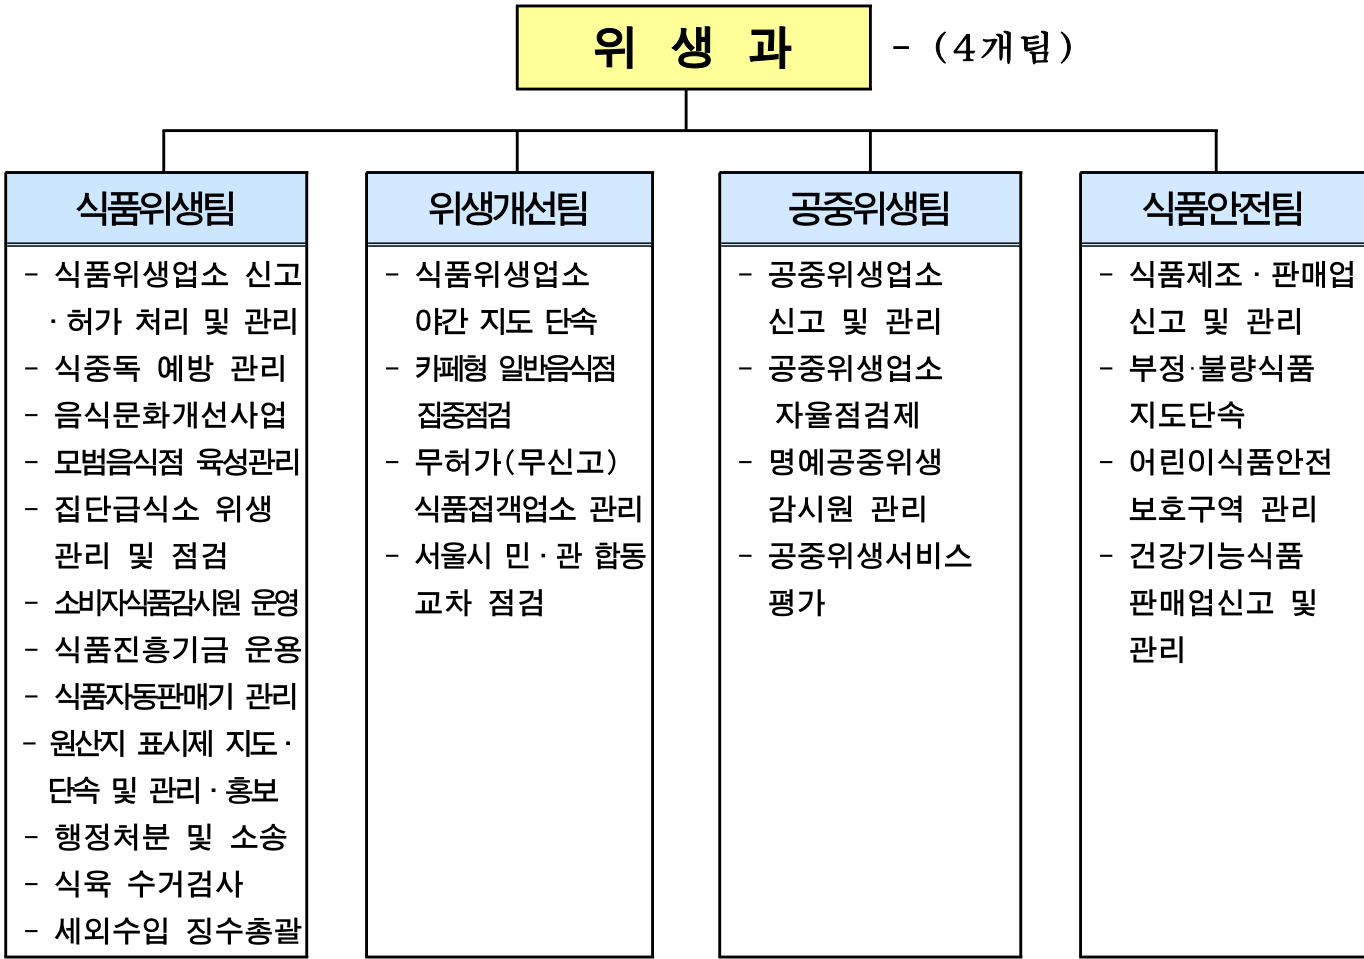 위 생 과 - (4개팀)
식품위생팀
- 식품위생업소 신고
·허가 처리 및 관리
- 식중독 예방 관리
- 음식문화개선사업
- 모범음식점 육성관리
- 집단급식소 위생
관리 및 점검
- 소비자식품감시원 운영
- 식품진흥기금 운용
- 식품자동판매기 관리
- 원산지 표시제 지도·
단속 및 관리·홍보
- 행정처분 및 소송
- 식육 수거검사
- 세외수입 징수총괄
위생개선팀
- 식품위생업소
야간 지도 단속
- 카페형 일반음식점
집중점검
- 무허가(무신고)
식품접객업소 관리
- 서울시 민·관 합동
교차 점검
공중위생팀
- 공중위생업소
신고 및 관리
- 공중위생업소
자율점검제
- 명예공중위생
감시원 관리
- 공중위생서비스
평가
식품안전팀
- 식품제조·판매업
신고 및 관리
- 부정·불량식품
지도단속
- 어린이식품안전
보호구역 관리
- 건강기능식품
판매업신고 및
관리